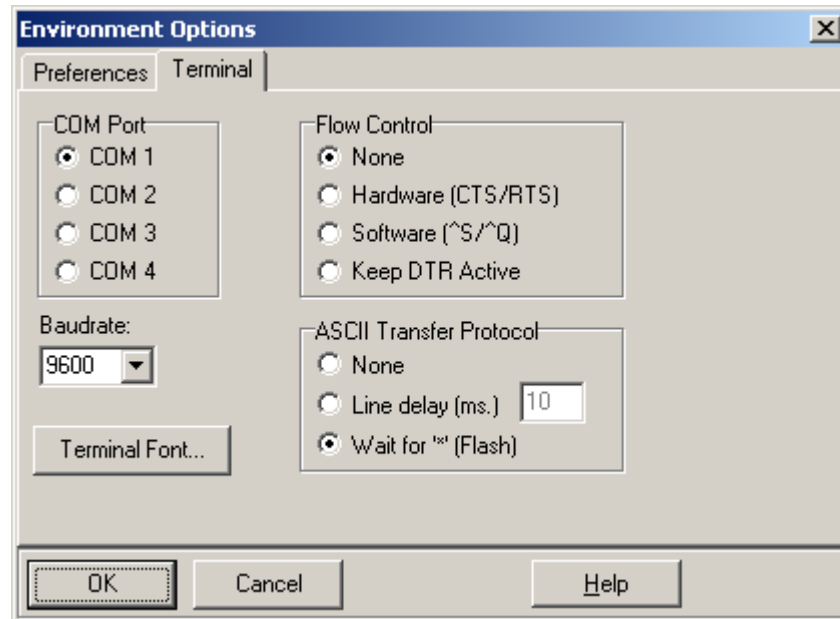 Environment Options
Preferences Terminal
COM Port
COM 1
COM 2
COM 3
COM 4
Baudrate:
9600
Terminal Font...
Flow Control
None
Hardware (CTS/RTS)
Software (^S/^Q)
Keep DTR Active
ASCII Transfer Protocol
None
Line delay (ms.) 10
Wait for '*' (Flash)
OK Cancel Help